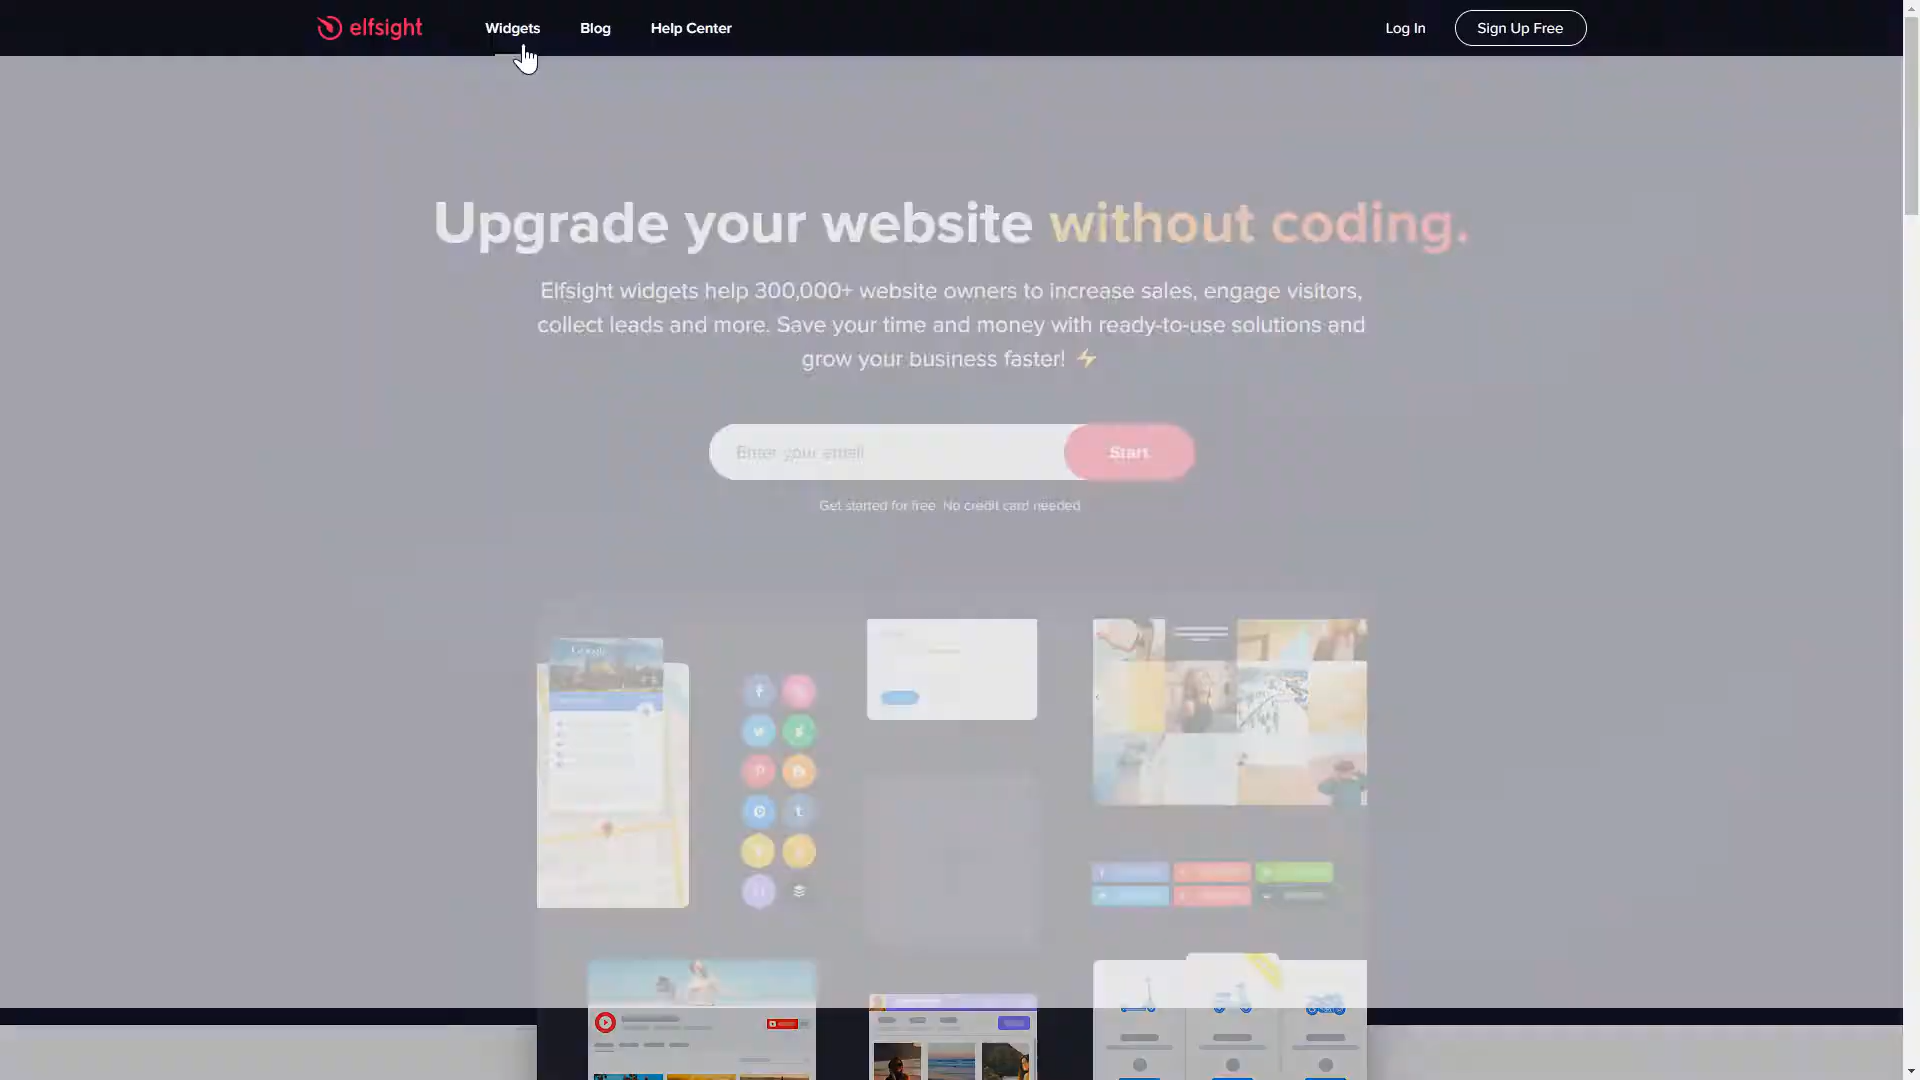 elfsight
Widgets
Blog
Help Center
Log In
Sign Up Free
Upgrade your website without coding.
Elfsight widgets help 300,000+ website owners to increase sales, engage visitors,
collect leads and more. Save your time and money with ready-to-use solutions and
grow your business faster! ⚡
Enter your email
Start
Get started for free. No credit card needed
Google